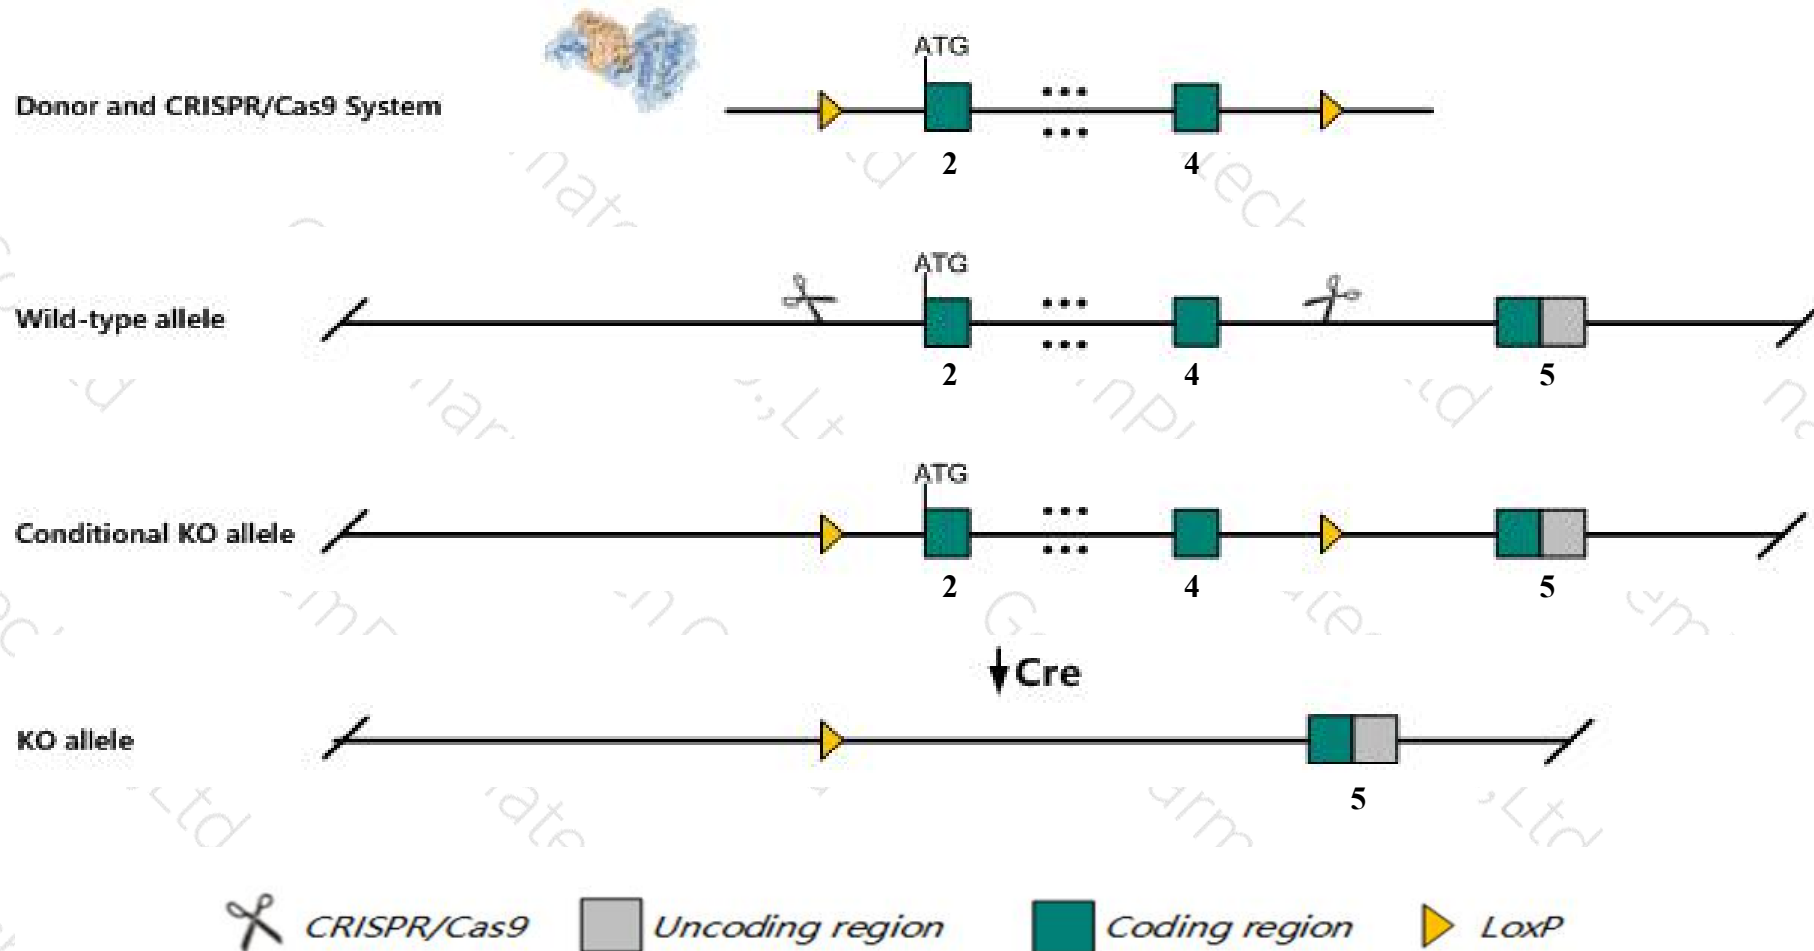 ATG
Donor and CRISPR/Cas9 System
2 4
ATG
Wild-type allele
2 4 5
ATG
Conditional KO allele
2 4 5
Cre
KO allele
5
CRISPR/Cas9 Uncoding region Coding region LoxP